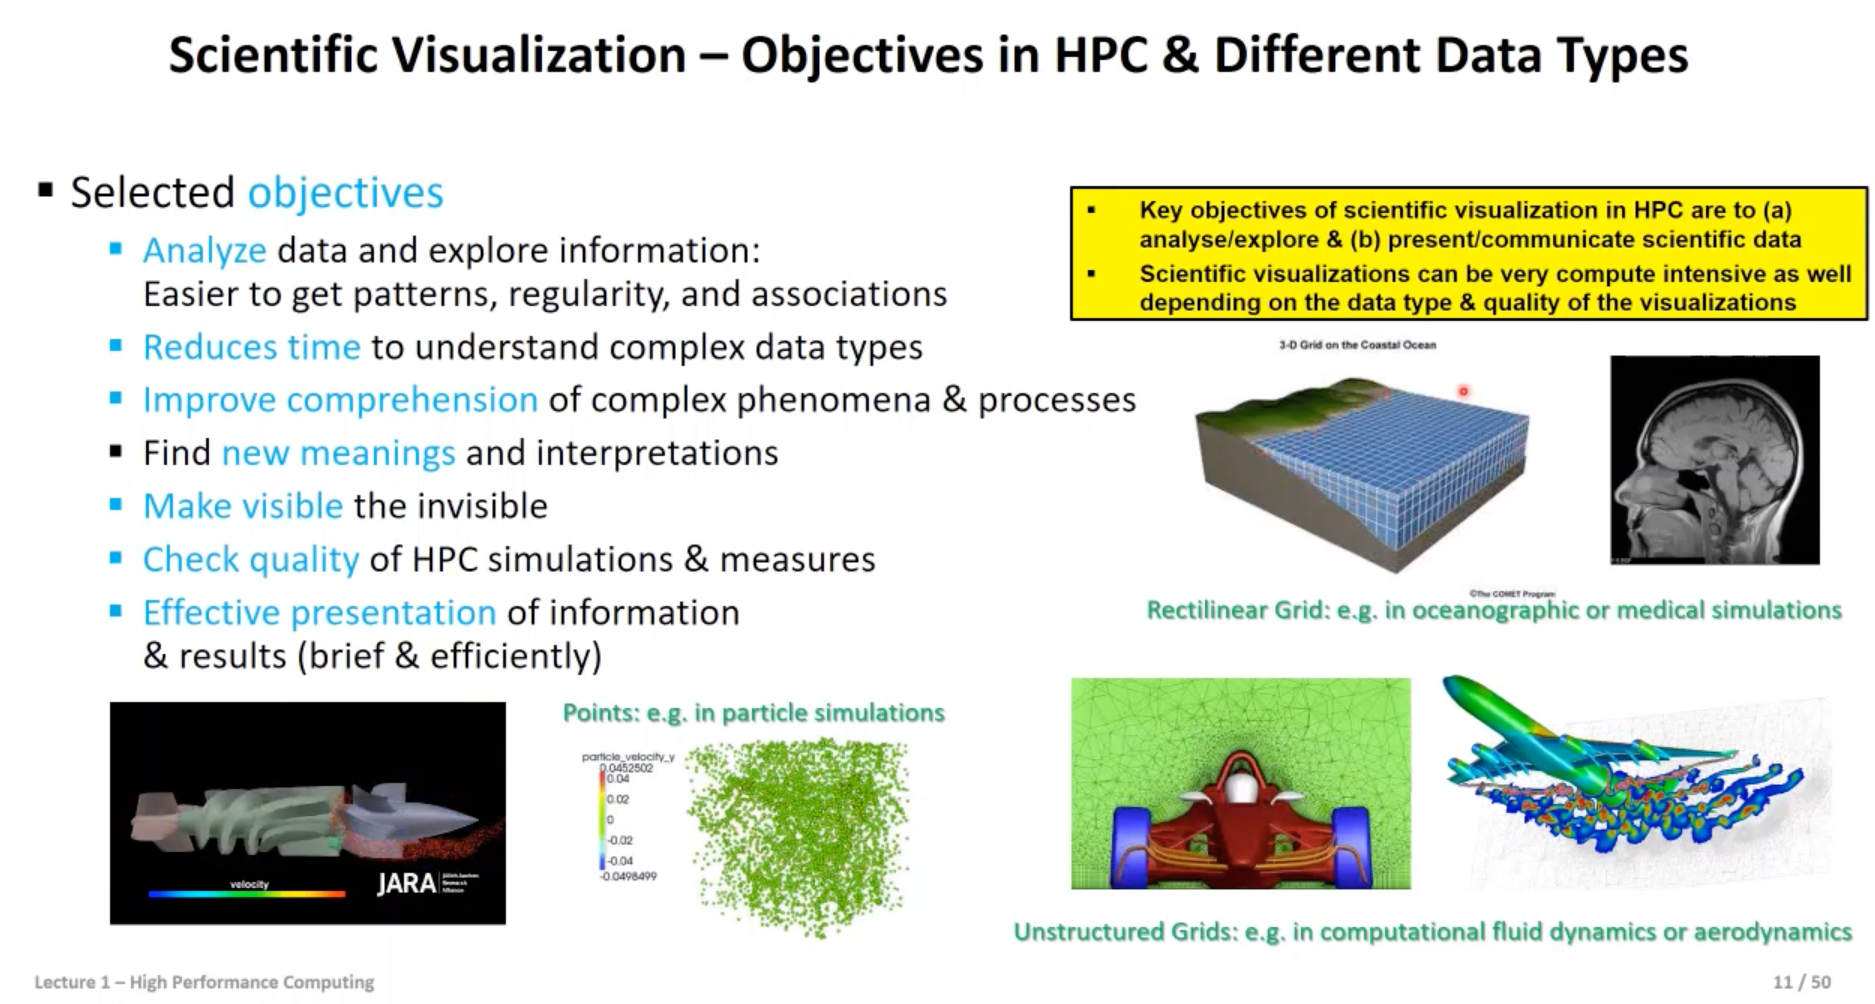 Scientific Visualization – Objectives in HPC & Different Data Types
▪ Selected objectives
▪ Analyze data and explore information:
Easier to get patterns, regularity, and associations
▪ Reduces time to understand complex data types
▪ Improve comprehension of complex phenomena & processes
▪ Find new meanings and interpretations
▪ Make visible the invisible
▪ Check quality of HPC simulations & measures
▪ Effective presentation of information
& results (brief & efficiently)
▪ Key objectives of scientific visualization in HPC are to (a)
analyse/explore & (b) present/communicate scientific data
▪ Scientific visualizations can be very compute intensive as well
depending on the data type & quality of the visualizations
3-D Grid on the Coastal Ocean
©The COMET Program
Rectilinear Grid: e.g. in oceanographic or medical simulations
velocity
JARA
Points: e.g. in particle simulations
particle_velocity_y
0.0452502
0.04
0.02
0
-0.02
-0.04
-0.0498499
Unstructured Grids: e.g. in computational fluid dynamics or aerodynamics
Lecture 1 – High Performance Computing
11 / 50